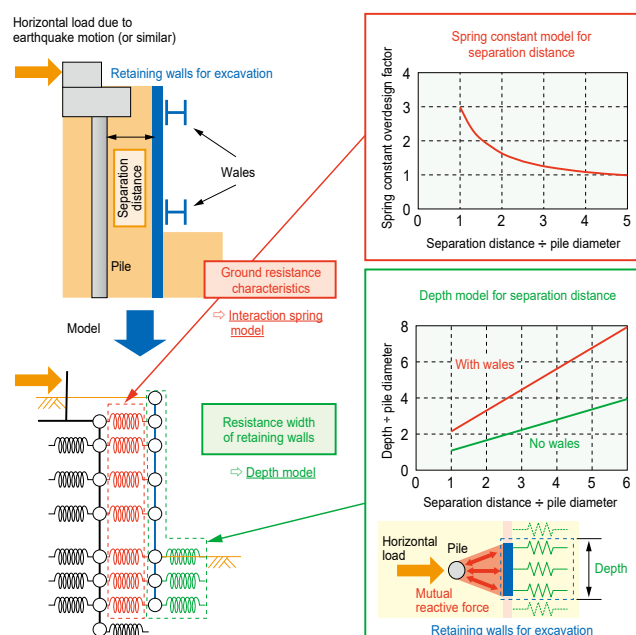 Horizontal load due to
earthquake motion (or similar)
Retaining walls for excavation
Separation
distance
Wales
Pile
Ground resistance
characteristics
⇨ Interaction spring
model
Model
Resistance width
of retaining walls
⇨ Depth model
Spring constant model for
separation distance
Spring constant overdesign factor
4
3
2
1
0
0
1
2
3
4
5
Separation distance ÷ pile diameter
Depth model for separation distance
Depth ÷ pile diameter
8
6
4
2
0
0
1
2
3
4
5
6
With wales
No wales
Separation distance ÷ pile diameter
Horizontal
load
Pile
Mutual
reactive force
Depth
Retaining walls for excavation